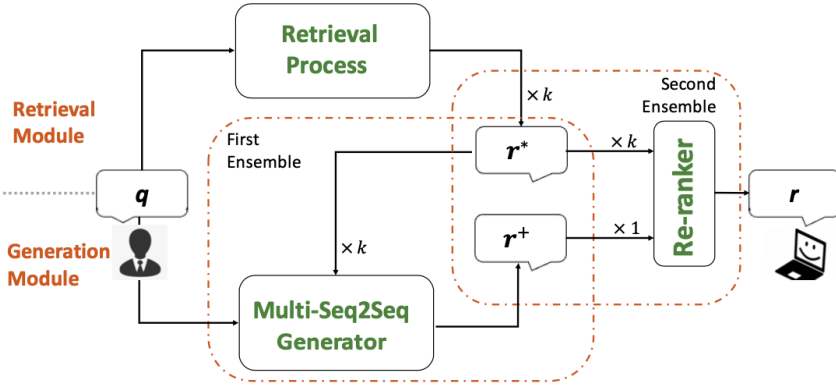 Retrieval
Process
Second
Ensemble
× k
Retrieval
Module
First
Ensemble
r*
× k
Re-ranker
q
r
r+
× 1
Generation
Module
× k
Multi-Seq2Seq
Generator